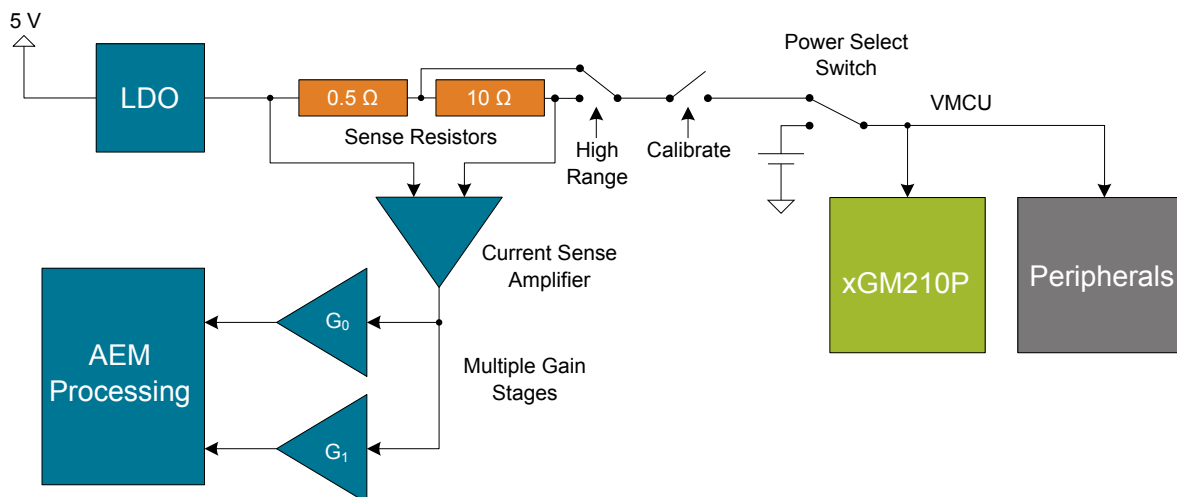 5 V
LDO
0.5 Ω
10 Ω
Sense Resistors
High
Range
Calibrate
Power Select
Switch
VMCU
Current Sense
Amplifier
xGM210P
Peripherals
AEM
Processing
G0
G1
Multiple Gain
Stages